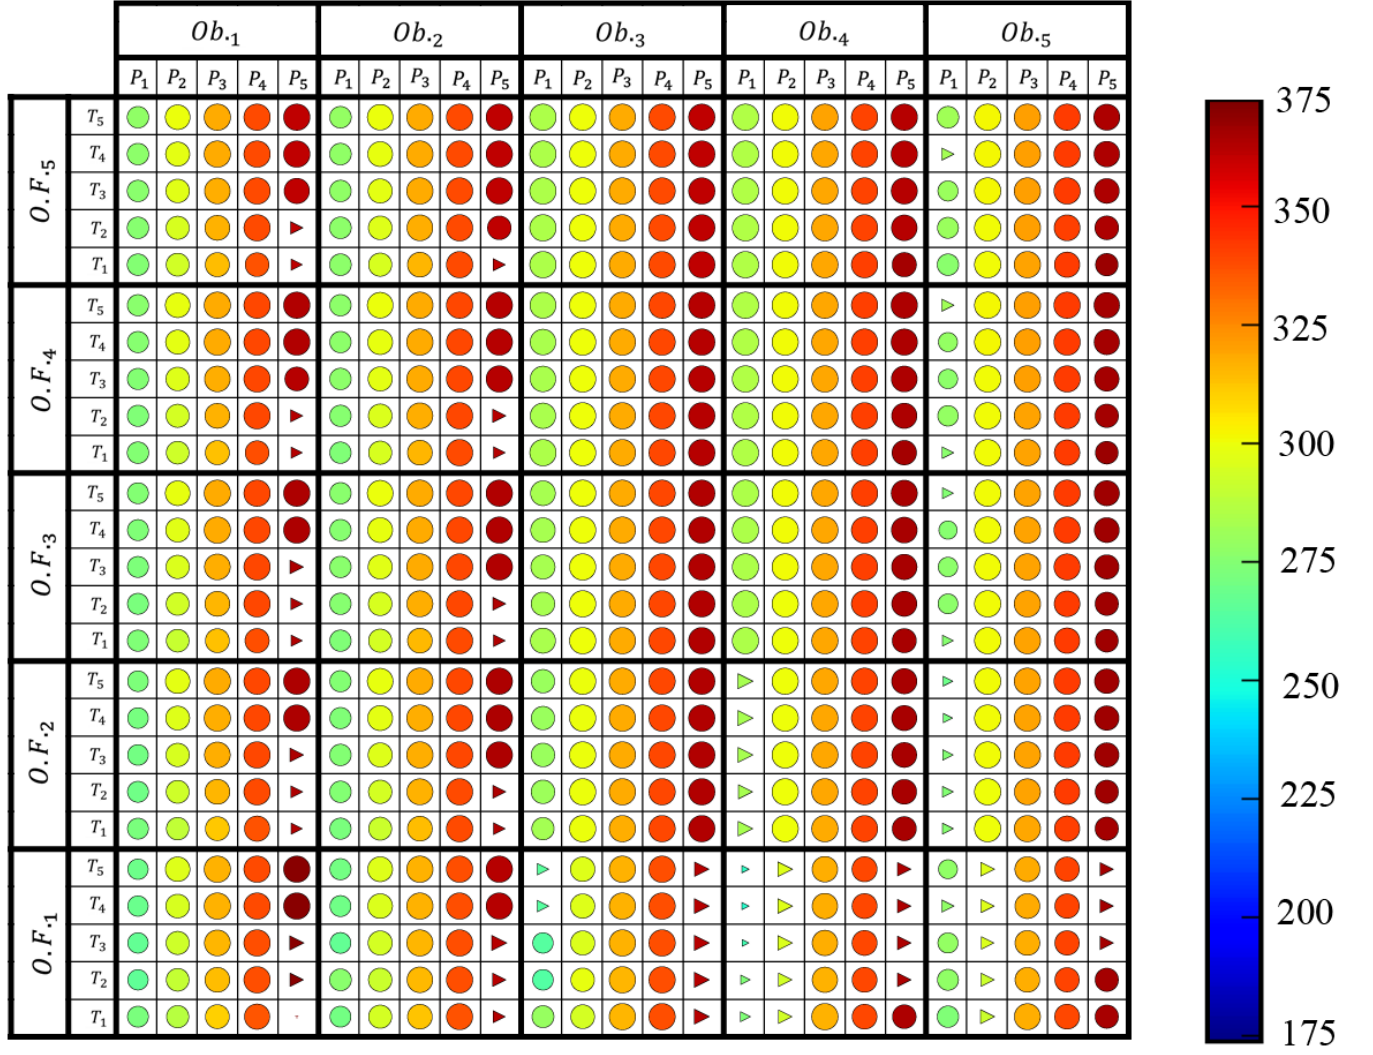 Ob.₁ Ob.₂ Ob.₃ Ob.₄ Ob.₅
P₁ P₂ P₃ P₄ P₅ P₁ P₂ P₃ P₄ P₅ P₁ P₂ P₃ P₄ P₅ P₁ P₂ P₃ P₄ P₅ P₁ P₂ P₃ P₄ P₅
O.F.₅
T₅
T₄
T₃
T₂
T₁
O.F.₄
T₅
T₄
T₃
T₂
T₁
O.F.₃
T₅
T₄
T₃
T₂
T₁
O.F.₂
T₅
T₄
T₃
T₂
T₁
O.F.₁
T₅
T₄
T₃
T₂
T₁
375
350
325
300
275
250
225
200
175